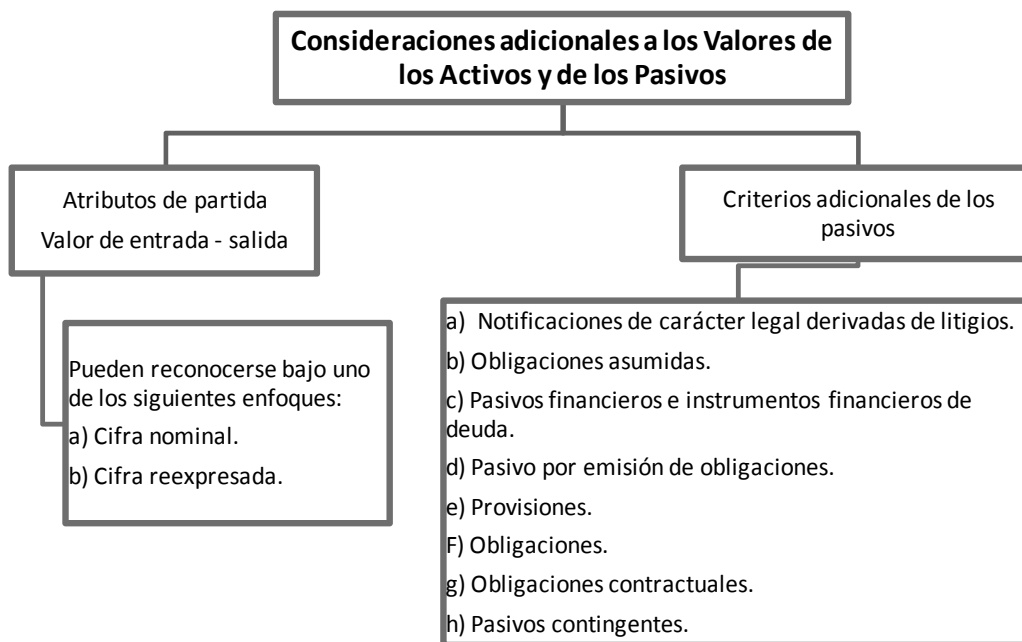 Consideraciones adicionales a los Valores de
los Activos y de los Pasivos
Atributos de partida
Valor de entrada - salida
Pueden reconocerse bajo uno
de los siguientes enfoques:
a) Cifra nominal.
b) Cifra reexpresada.
Criterios adicionales de los
pasivos
a) Notificaciones de carácter legal derivadas de litigios.
b) Obligaciones asumidas.
c) Pasivos financieros e instrumentos financieros de
deuda.
d) Pasivo por emisión de obligaciones.
e) Provisiones.
F) Obligaciones.
g) Obligaciones contractuales.
h) Pasivos contingentes.